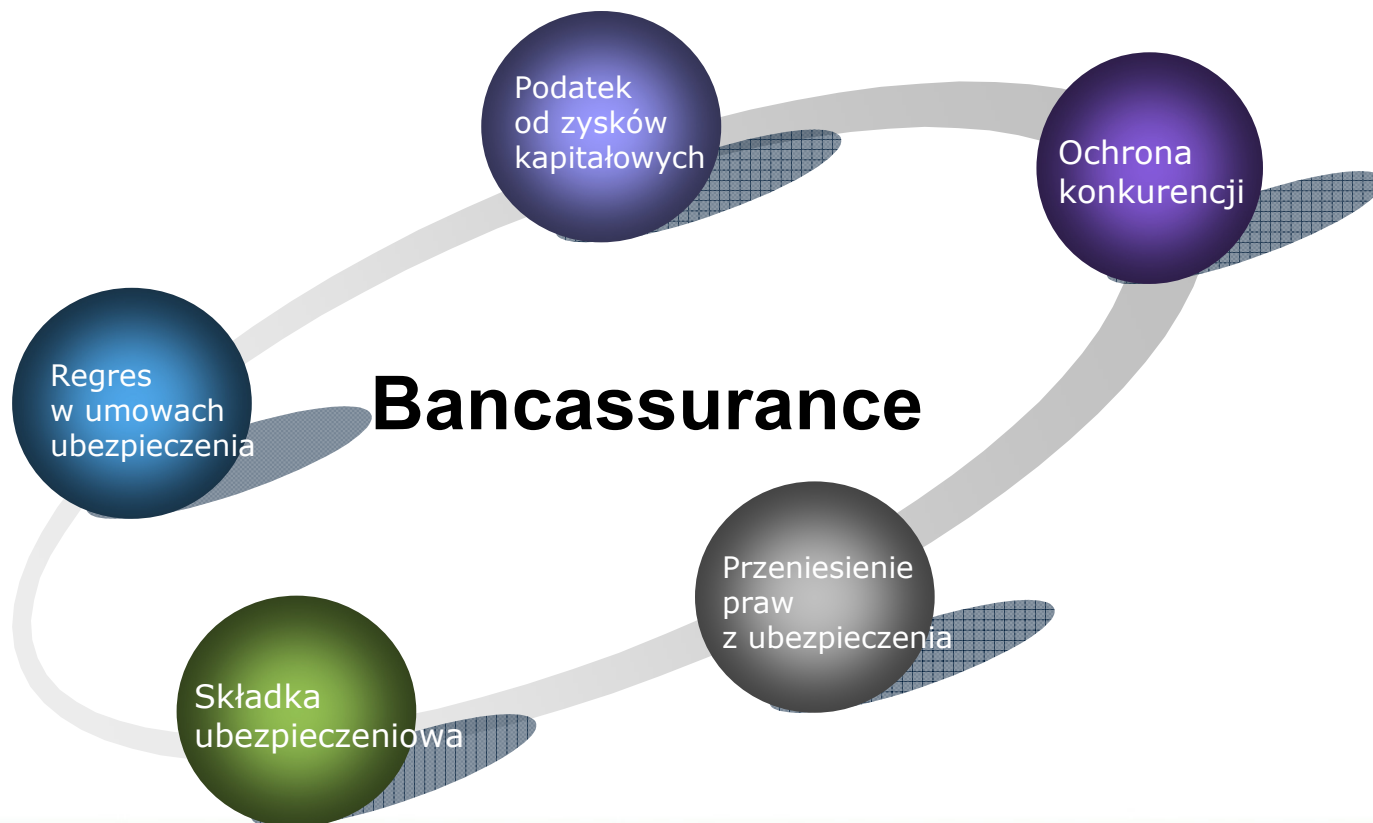 Podatek
od zysków
kapitałowych
Ochrona
konkurencji
Regres
w umowach
ubezpieczenia
Bancassurance
Przeniesienie
praw
z ubezpieczenia
Składka
ubezpieczeniowa